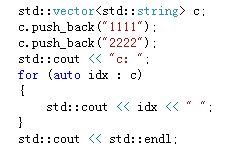 std::vector<std::string> c;
c.push_back("1111");
c.push_back("2222");
std::cout << "c: ";
for (auto idx : c)
{
    std::cout << idx << " ";
}
std::cout << std::endl;